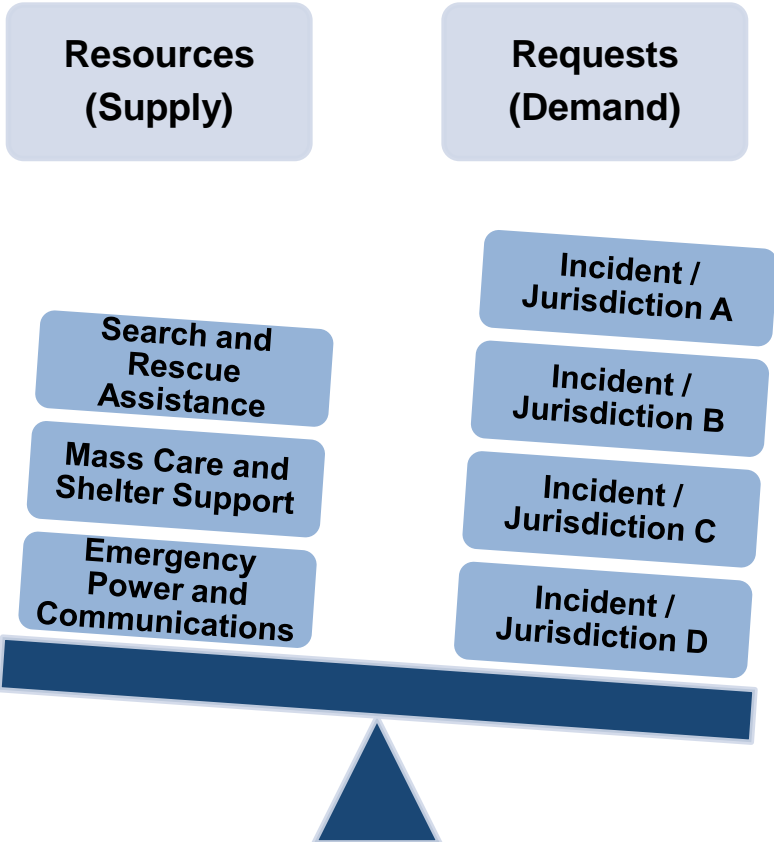 Resources
(Supply)
Requests
(Demand)
Search and
Rescue
Assistance
Mass Care and
Shelter Support
Emergency
Power and
Communications
Incident /
Jurisdiction A
Incident /
Jurisdiction B
Incident /
Jurisdiction C
Incident /
Jurisdiction D